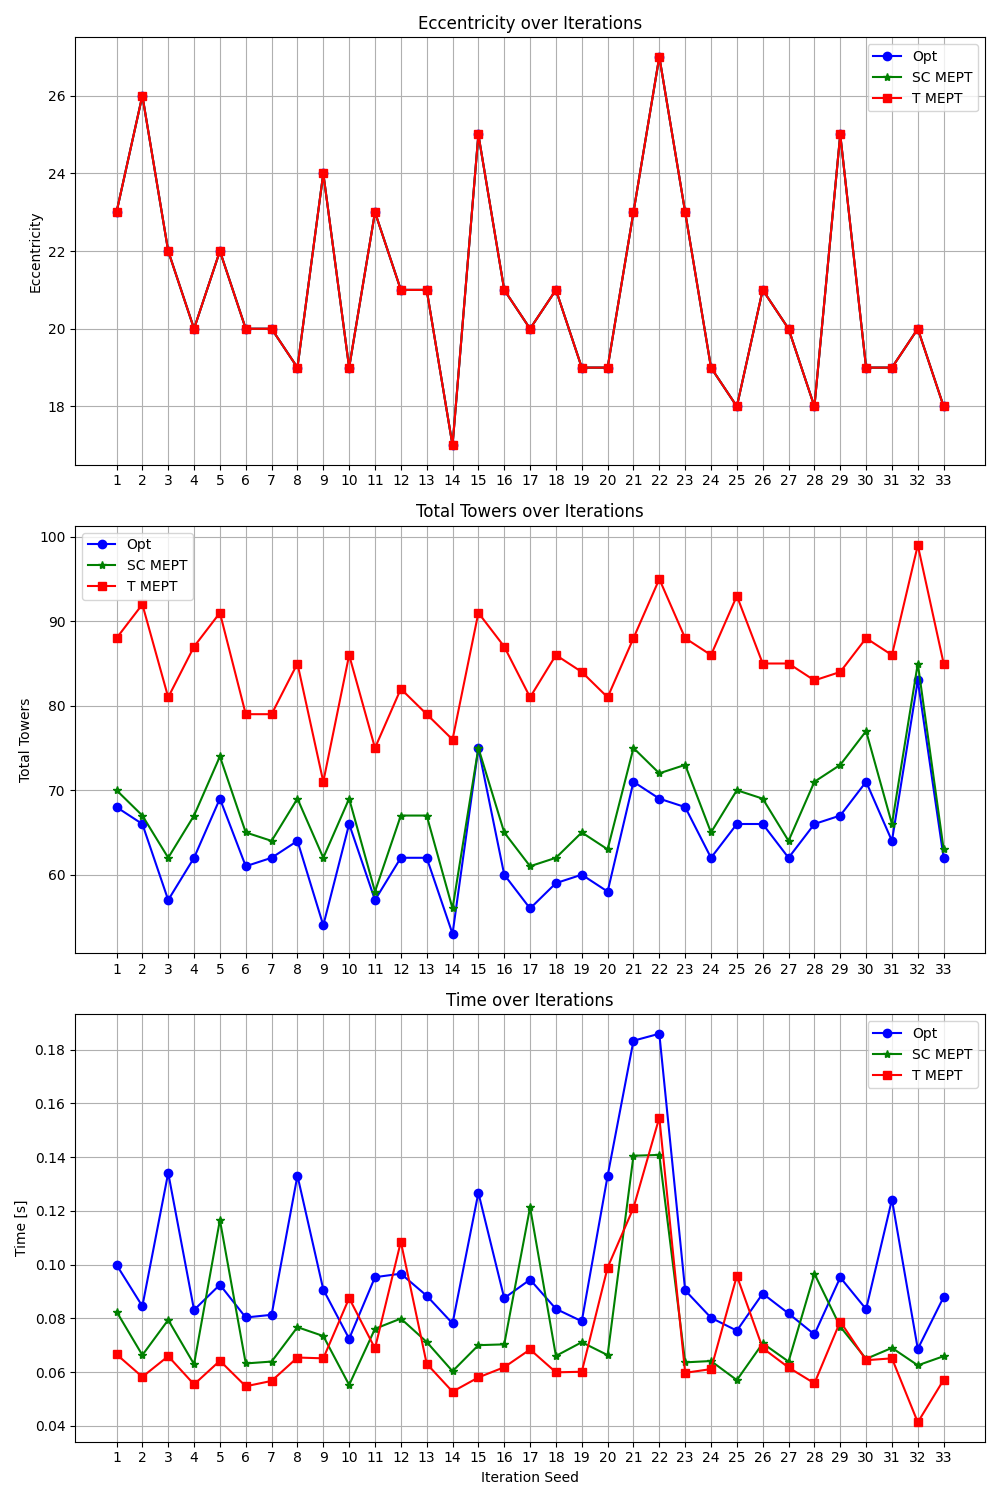 Eccentricity over Iterations
Eccentricity
26
24
22
20
18
Opt
SC MEPT
T MEPT
1 2 3 4 5 6 7 8 9 10 11 12 13 14 15 16 17 18 19 20 21 22 23 24 25 26 27 28 29 30 31 32 33
Total Towers over Iterations
Total Towers
100
90
80
70
60
Opt
SC MEPT
T MEPT
1 2 3 4 5 6 7 8 9 10 11 12 13 14 15 16 17 18 19 20 21 22 23 24 25 26 27 28 29 30 31 32 33
Time over Iterations
Time [s]
0.18
0.16
0.14
0.12
0.10
0.08
0.06
0.04
Opt
SC MEPT
T MEPT
1 2 3 4 5 6 7 8 9 10 11 12 13 14 15 16 17 18 19 20 21 22 23 24 25 26 27 28 29 30 31 32 33
Iteration Seed